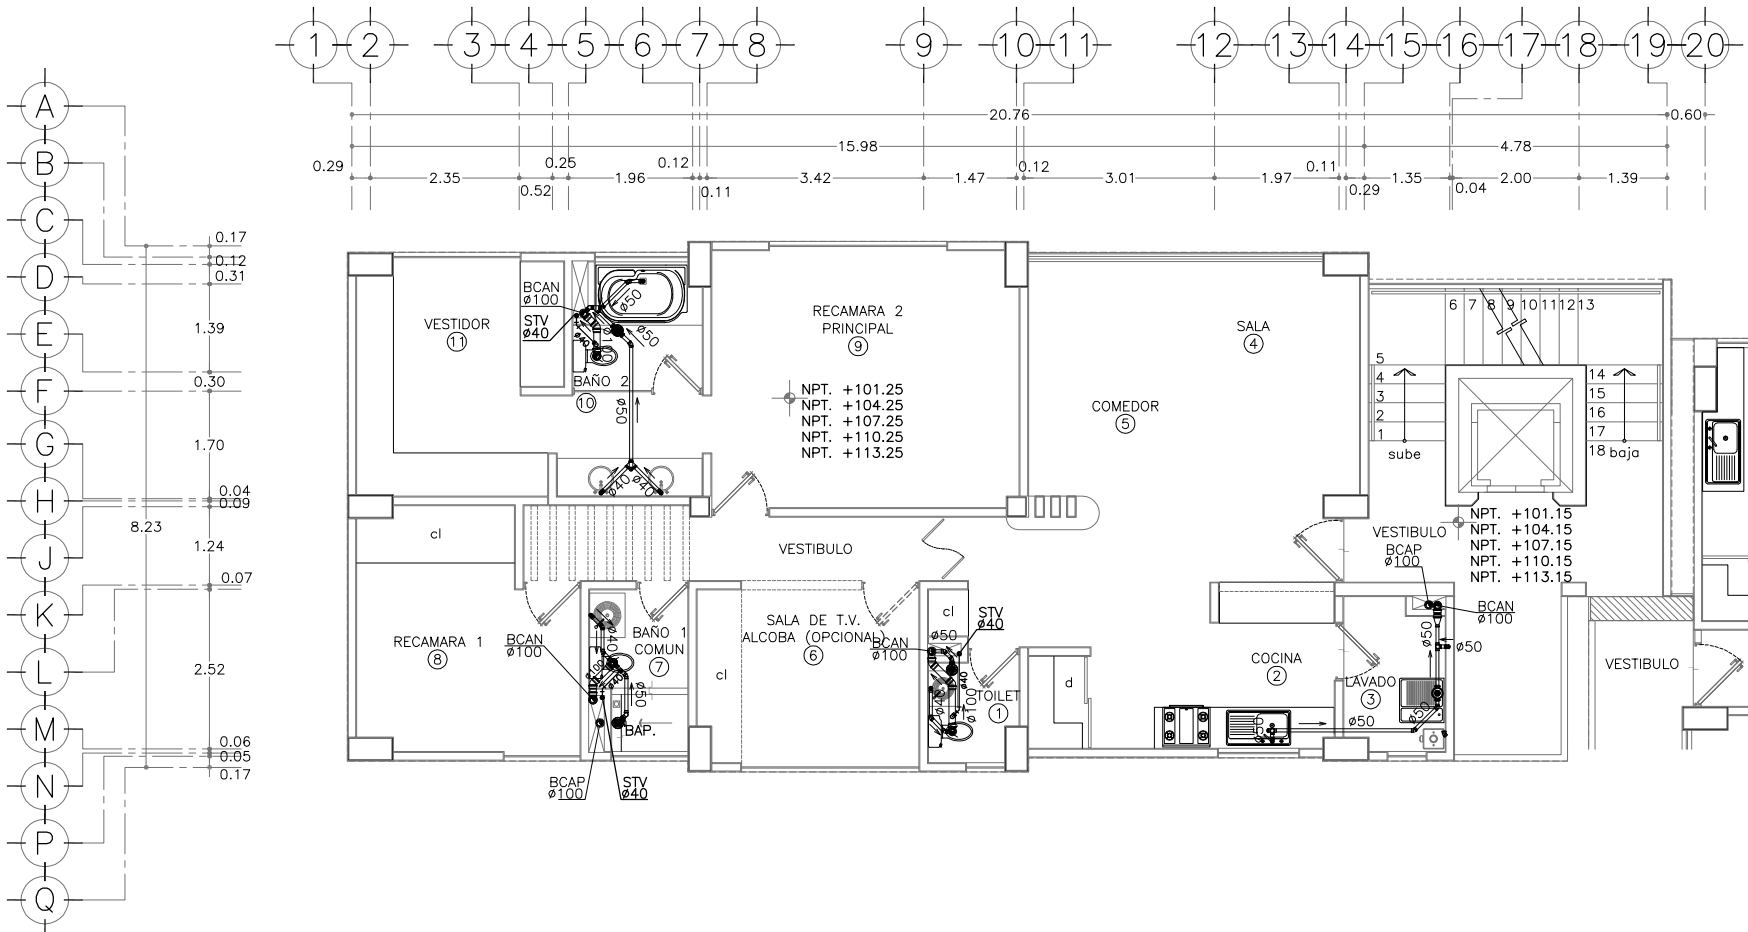 1 2 3 4 5 6 7 8 9 10 11 12 13 14 15 16 17 18 19 20
A
B
C
D
E
F
G
H
J
K
L
M
N
P
Q
20.76 0.60
15.98 4.78
0.29 2.35 0.52 0.25 1.96 0.12 0.11 3.42 1.47 0.12 3.01 1.97 0.11 0.29 1.35 0.04 2.00 1.39
0.17
0.12
0.31
1.39
0.30
1.70
0.04
0.09
8.23
1.24
0.07
2.52
0.06
0.05
0.17
VESTIDOR
11
BCAN
ø100
STV
ø40
ø50
ø50
ø40
ø100
BAÑO 2
10
ø50
ø40 ø40
RECAMARA 2
PRINCIPAL
9
NPT. +101.25
NPT. +104.25
NPT. +107.25
NPT. +110.25
NPT. +113.25
SALA
4
COMEDOR
5
6 7 8 9 10 11 12 13
5
4
3
2
1
sube
14
15
16
17
18 baja
NPT. +101.15
NPT. +104.15
NPT. +107.15
NPT. +110.15
NPT. +113.15
VESTIBULO
BCAP
ø100
BCAN
ø100
ø50
ø50
ø50
LAVADO
3
COCINA
2
ø50
ø50
d
VESTIBULO
cl
VESTIBULO
RECAMARA 1
8
BCAN
ø100
BAÑO 1
COMUN
7
ø40
ø100
ø40
ø50
BAP.
BCAP
ø100
STV
ø40
cl
SALA DE T.V.
ALCOBA (OPCIONAL)
6
BCAN
ø100
cl
ø50
STV
ø40
ø40
ø40
ø100
TOILET
1